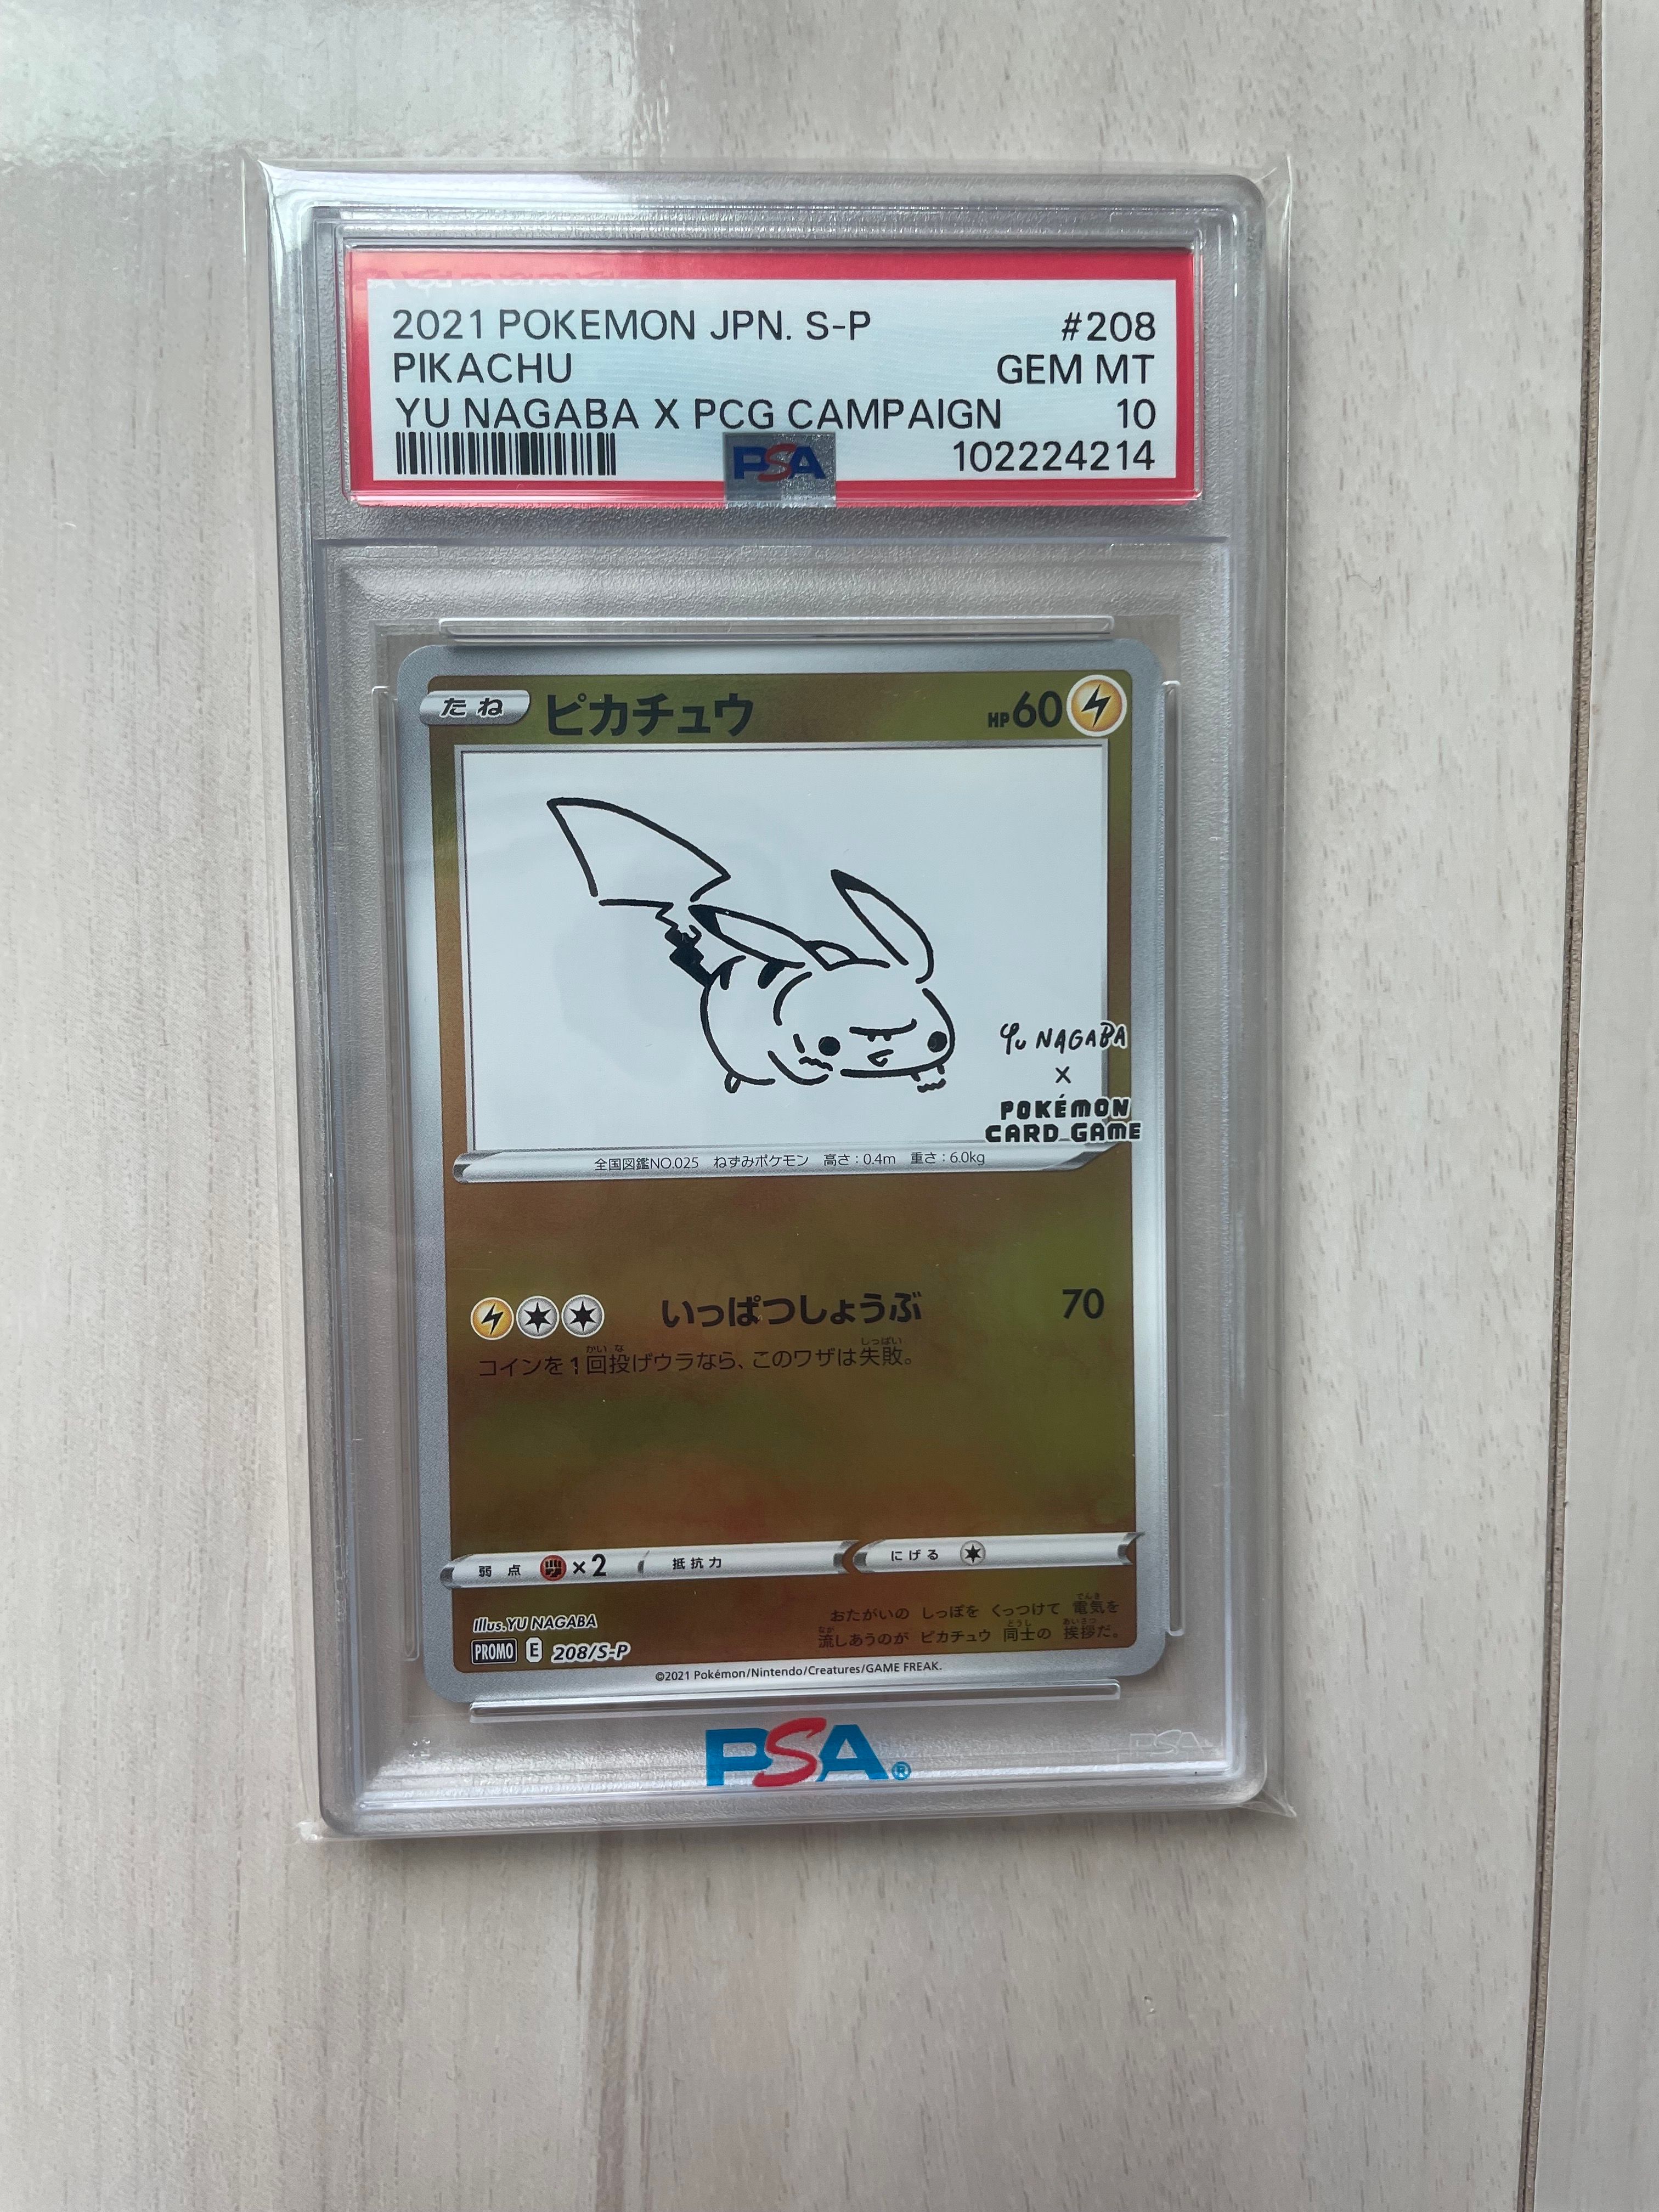 2021 POKEMON JPN. S-P #208
PIKACHU GEM MT
YU NAGABA X PCG CAMPAIGN 10
PSA 102224214
たね ピカチュウ HP60
Yu NAGABA
X
POKÉMON
CARD GAME
全国図鑑NO.025 ねずみポケモン 高さ:0.4m 重さ:6.0kg
いっぱつしょうぶ 70
コインを1回投げウラなら、このワザは失敗。
弱点 ×2 抵抗力 にげる
おたがいの しっぽを くっつけて 電気を
流しあうのが ピカチュウ 同士の 挨拶だ。
Illus. YU NAGABA
PROMO E 208/S-P
©2021 Pokémon/Nintendo/Creatures/GAME FREAK.
PSA®
PSA